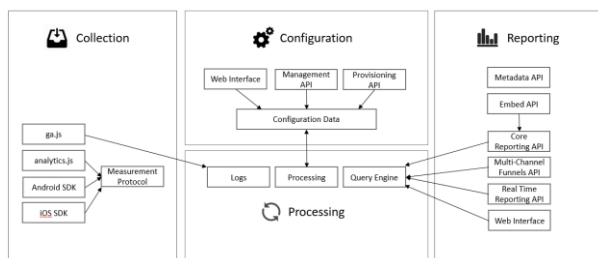 Collection
ga.js
analytics.js
Android SDK
iOS SDK
Measurement
Protocol
Configuration
Web Interface
Management
API
Provisioning
API
Configuration Data
Logs
Processing
Query Engine
Processing
Reporting
Metadata API
Embed API
Core
Reporting API
Multi-Channel
Funnels API
Real Time
Reporting API
Web Interface